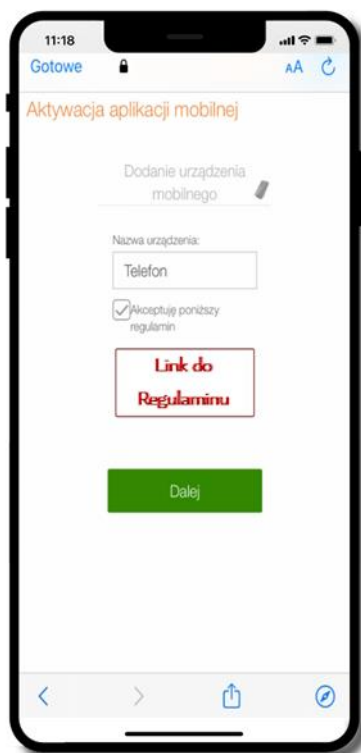 11:18
Gotowe
AA
Aktywacja aplikacji mobilnej
Dodanie urządzenia
mobilnego
Nazwa urządzenia:
Telefon
Akceptuję poniższy
regulamin
Link do
Regulaminu
Dalej